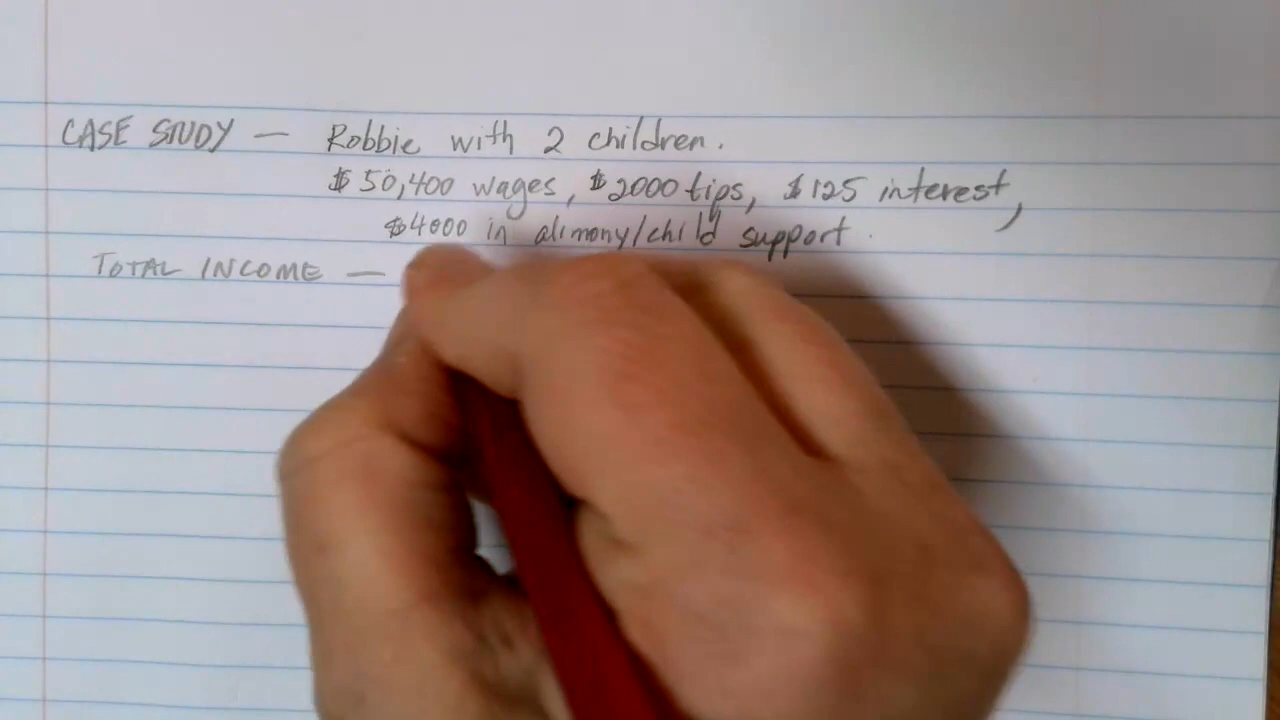 CASE STUDY — Robbie with 2 children.
$50,400 wages, $2000 tips, $125 interest,
$4000 in alimony/child support.
TOTAL INCOME —